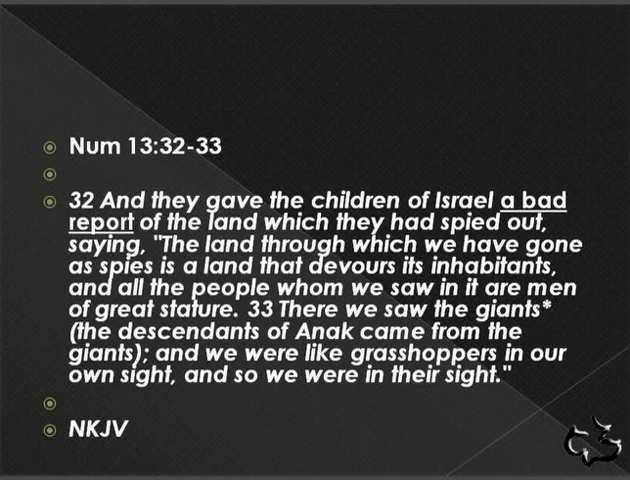 Num 13:32-33
32 And they gave the children of Israel a bad
report of the land which they had spied out,
saying, "The land through which we have gone
as spies is a land that devours its inhabitants,
and all the people whom we saw in it are men
of great stature. 33 There we saw the giants*
(the descendants of Anak came from the
giants); and we were like grasshoppers in our
own sight, and so we were in their sight."
NKJV